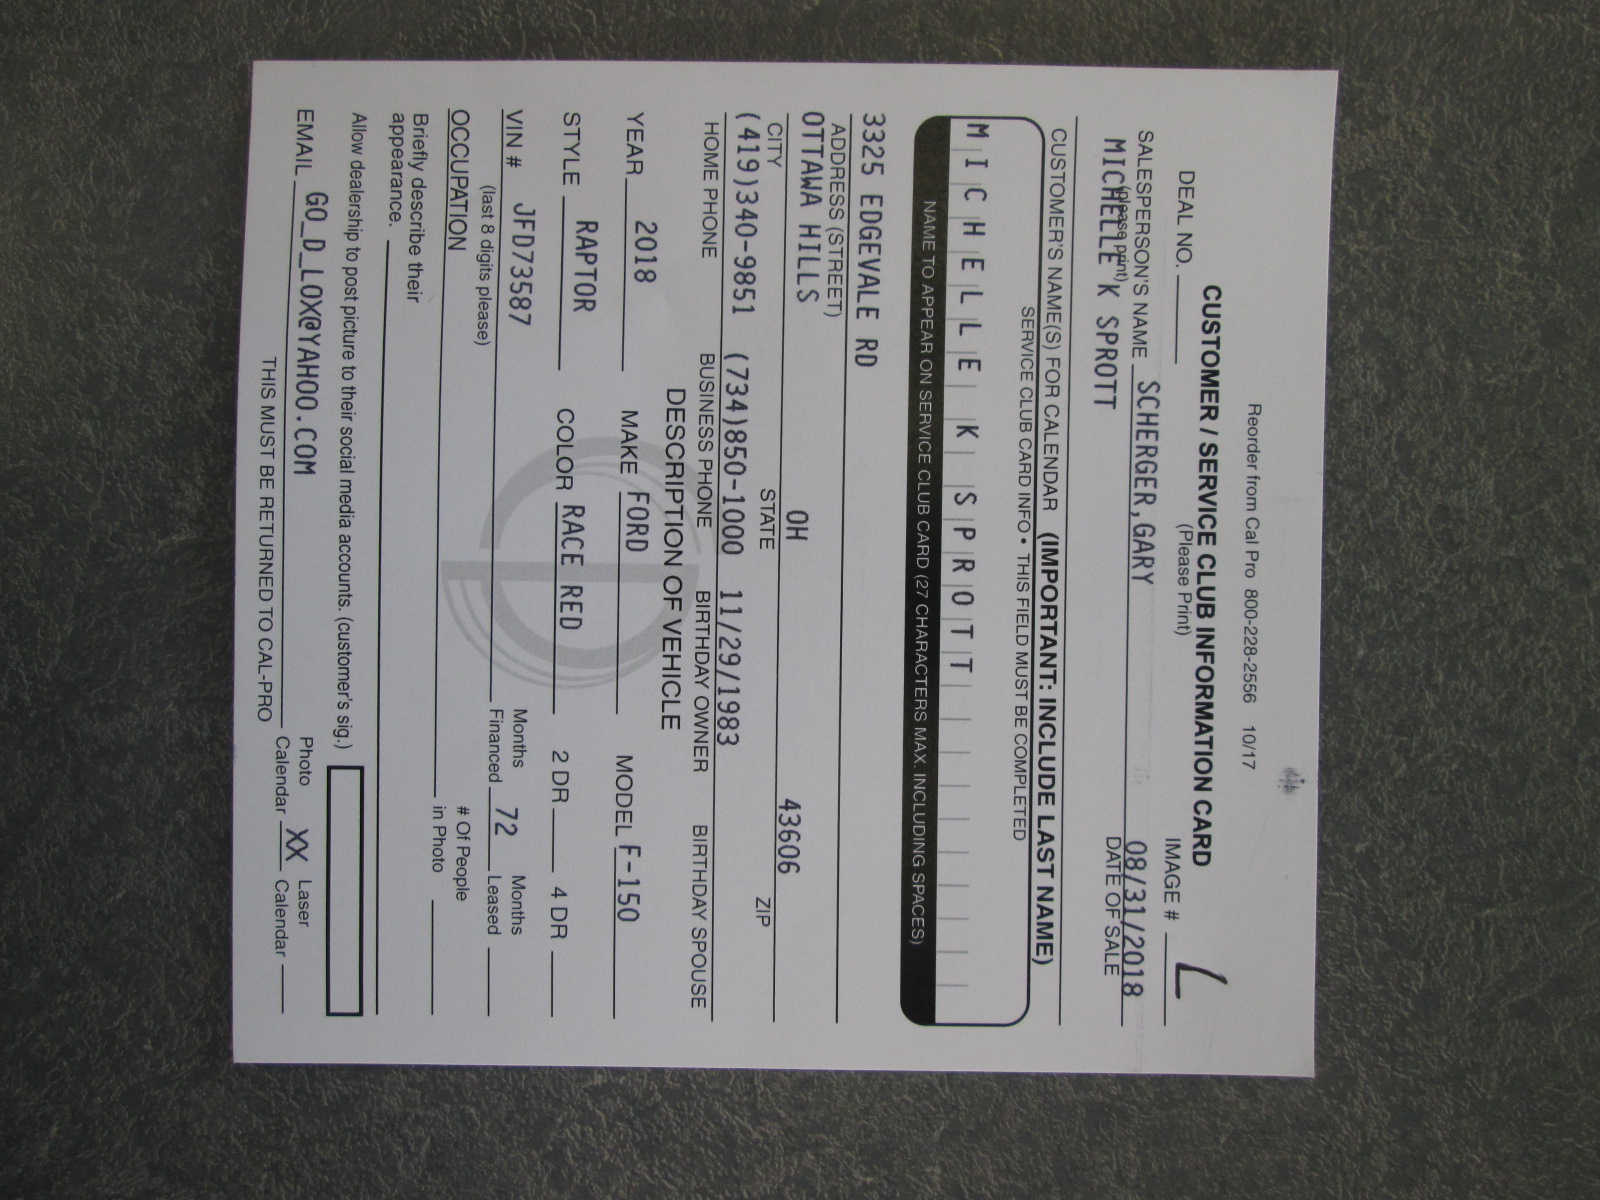 Reorder from Cal Pro 800-228-2556 10/17
CUSTOMER / SERVICE CLUB INFORMATION CARD
(Please Print)
DEAL NO.
IMAGE # L
SALESPERSON'S NAME SCHERGER,GARY 08/31/2018
(please print) DATE OF SALE
MICHELLE K SPROTT
CUSTOMER'S NAME(S) FOR CALENDAR (IMPORTANT: INCLUDE LAST NAME)
SERVICE CLUB CARD INFO • THIS FIELD MUST BE COMPLETED
MICHELLE K SPROTT
NAME TO APPEAR ON SERVICE CLUB CARD (27 CHARACTERS MAX. INCLUDING SPACES)
3325 EDGEVALE RD
ADDRESS (STREET)
OTTAWA HILLS OH 43606
CITY STATE ZIP
(419)340-9851 (734)850-1000 11/29/1983
HOME PHONE BUSINESS PHONE BIRTHDAY OWNER BIRTHDAY SPOUSE
DESCRIPTION OF VEHICLE
YEAR 2018 MAKE FORD MODEL F-150
STYLE RAPTOR COLOR RACE RED 2 DR 4 DR
VIN # JFD73587 Months Financed 72 Months Leased
(last 8 digits please)
OCCUPATION # Of People in Photo
Briefly describe their
appearance.
Allow dealership to post picture to their social media accounts. (customer's sig.)
EMAIL GO_D_LOX@YAHOO.COM Photo Calendar XX Laser Calendar
THIS MUST BE RETURNED TO CAL-PRO